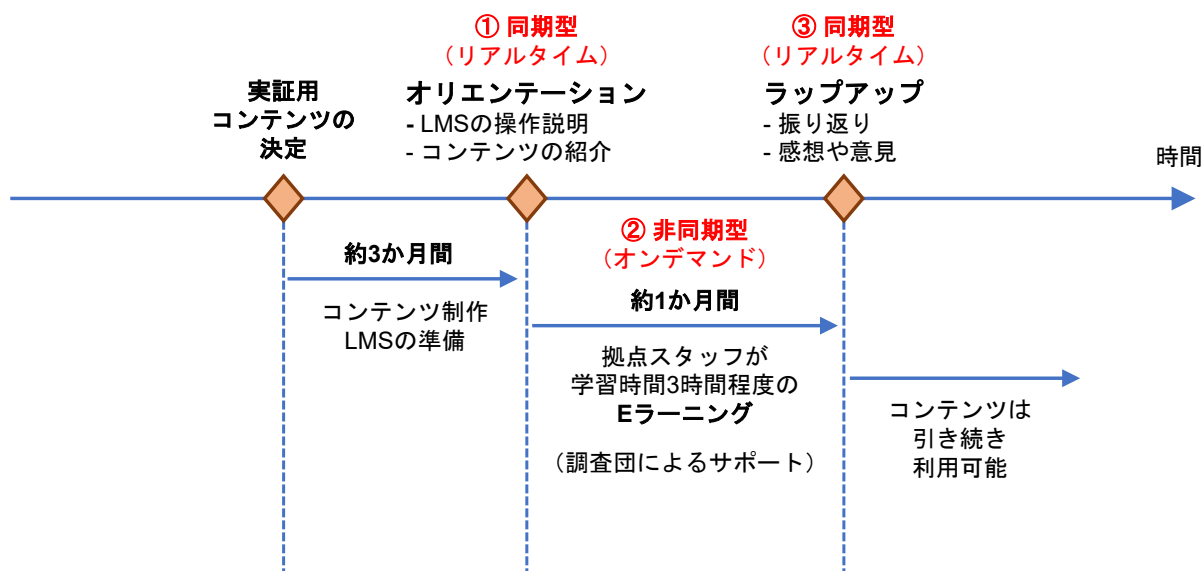 ① 同期型
（リアルタイム）
③ 同期型
（リアルタイム）
実証用
コンテンツの
決定
オリエンテーション
- LMSの操作説明
- コンテンツの紹介
ラップアップ
- 振り返り
- 感想や意見
時間
約3か月間
コンテンツ制作
LMSの準備
② 非同期型
（オンデマンド）
約1か月間
拠点スタッフが
学習時間3時間程度の
Eラーニング
（調査団によるサポート）
コンテンツは
引き続き
利用可能